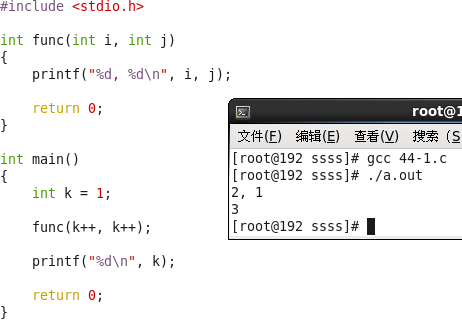 #include <stdio.h>
int func(int i, int j)
{
    printf("%d, %d\n", i, j);
    return 0;
}
int main()
{
    int k = 1;
    func(k++, k++);
    printf("%d\n", k);
    return 0;
}
root@1
文件(F) 编辑(E) 查看(V) 搜索 (S
[root@192 ssss]# gcc 44-1.c
[root@192 ssss]# ./a.out
2, 1
3
[root@192 ssss]#